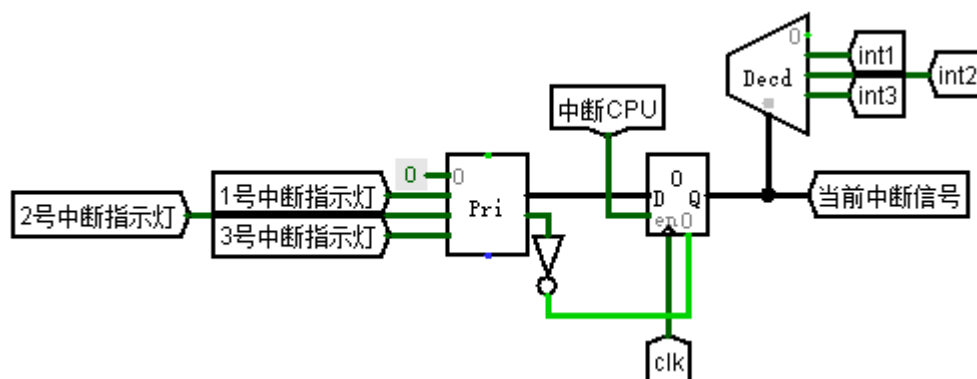 0
Decd
int1
int2
int3
中断CPU
0
0
1号中断指示灯
2号中断指示灯
3号中断指示灯
Pri
0
D Q
en0
当前中断信号
clk